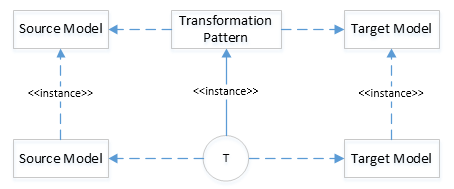 Source Model
Transformation
Pattern
Target Model
<<instance>>
<<instance>>
<<instance>>
Source Model
T
Target Model